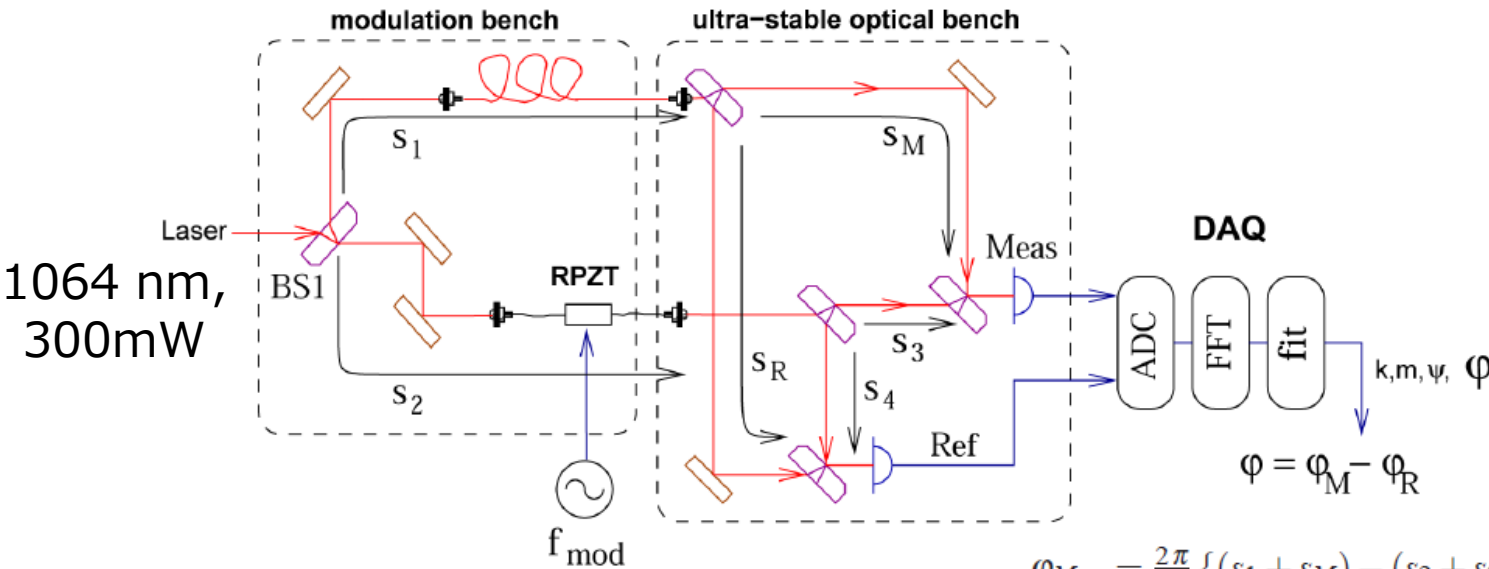 modulation bench
ultra−stable optical bench
s1
sM
Laser
1064 nm,
300mW
BS1
RPZT
Meas
DAQ
s2
sR
s3
s4
ADC
FFT
fit
k,m,ψ, φ
Ref
φ = φM − φR
fmod